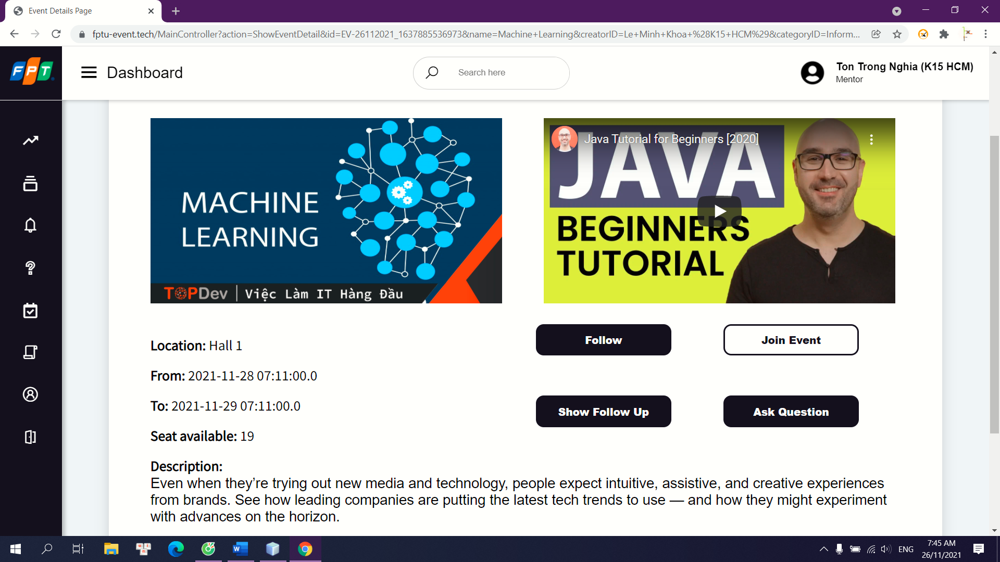 Event Details Page
fptu-event.tech/MainController?action=ShowEventDetail&id=EV-26112021_1637885536973&name=Machine+Learning&creatorID=Le+Minh+Khoa+%28K15+HCM%29&categoryID=Inform...
FPT
Dashboard
Search here
Ton Trong Nghia (K15 HCM)
Mentor
MACHINE
LEARNING
TOPDev | Việc Làm IT Hàng Đầu
Java Tutorial for Beginners [2020]
JAVA
BEGINNERS
TUTORIAL
Location: Hall 1
From: 2021-11-28 07:11:00.0
To: 2021-11-29 07:11:00.0
Seat available: 19
Follow
Join Event
Show Follow Up
Ask Question
Description:
Even when they’re trying out new media and technology, people expect intuitive, assistive, and creative experiences
from brands. See how leading companies are putting the latest tech trends to use — and how they might experiment
with advances on the horizon.
ENG
7:45 AM
26/11/2021